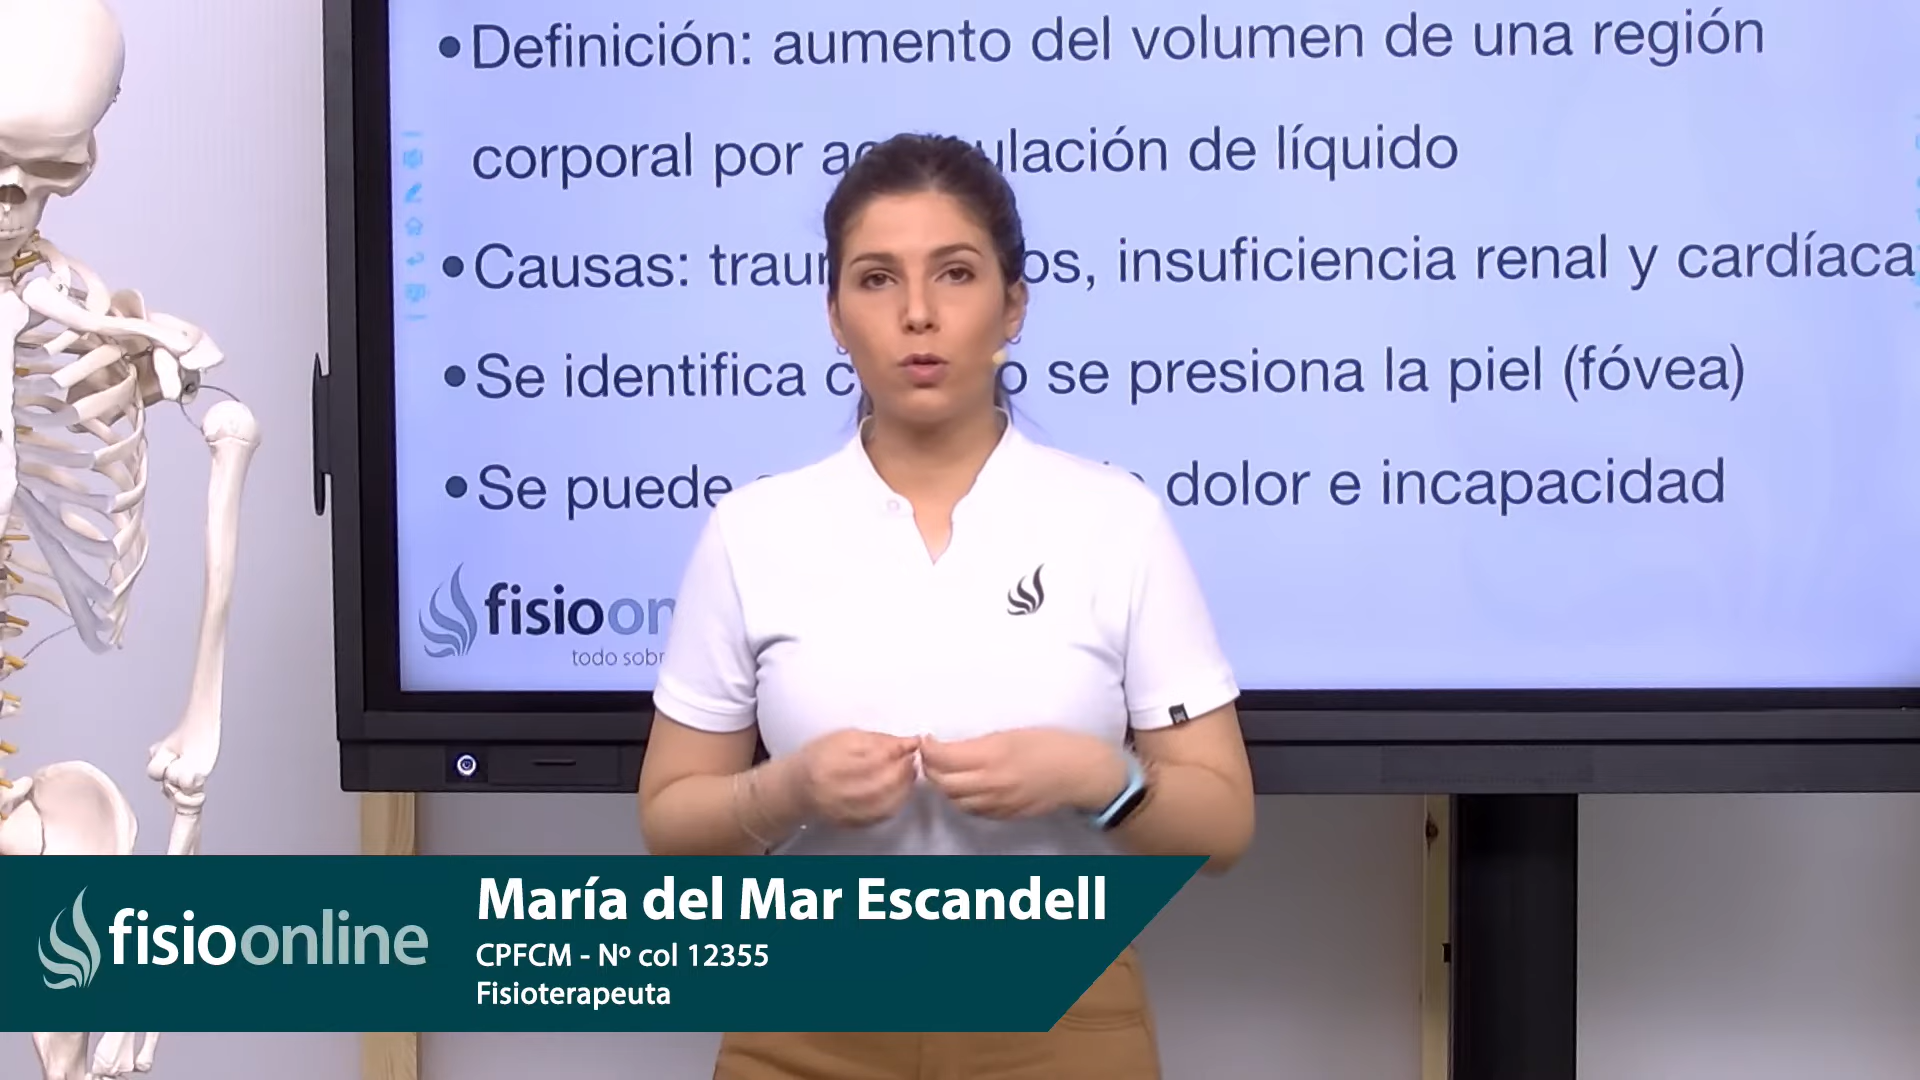 •Definición: aumento del volumen de una región
corporal por ulación de líquido
•Causas: os, insuficiencia renal y cardíaca
•Se identifica se presiona la piel (fóvea)
•Se puede dolor e incapacidad
fisioon
todo sobr
María del Mar Escandell
fisioonline
CPFCM - Nº col 12355
Fisioterapeuta